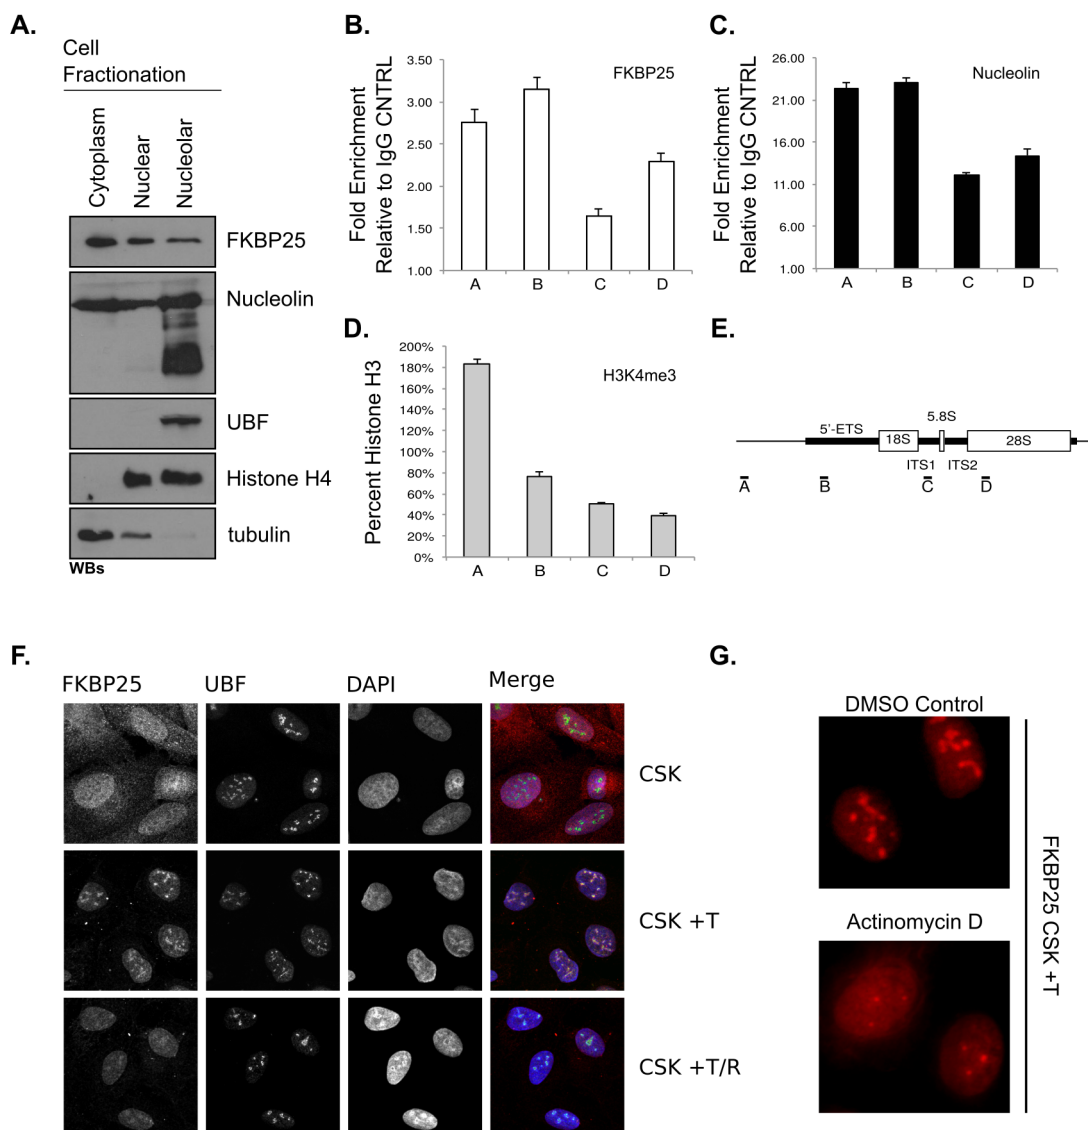 A.
Cell
Fractionation
Cytoplasm
Nuclear
Nucleolar
FKBP25
Nucleolin
UBF
Histone H4
tubulin
WBs
B.
Fold Enrichment
Relative to IgG CNTRL
3.50
3.00
2.50
2.00
1.50
1.00
FKBP25
A B C D
C.
Fold Enrichment
Relative to IgG CNTRL
26.00
21.00
16.00
11.00
6.00
1.00
Nucleolin
A B C D
D.
Percent Histone H3
200%
180%
160%
140%
120%
100%
80%
60%
40%
20%
0%
H3K4me3
A B C D
E.
5.8S
5'-ETS
18S
28S
ITS1 ITS2
A B C D
F.
FKBP25 UBF DAPI Merge
CSK
CSK +T
CSK +T/R
G.
DMSO Control
Actinomycin D
FKBP25 CSK +T